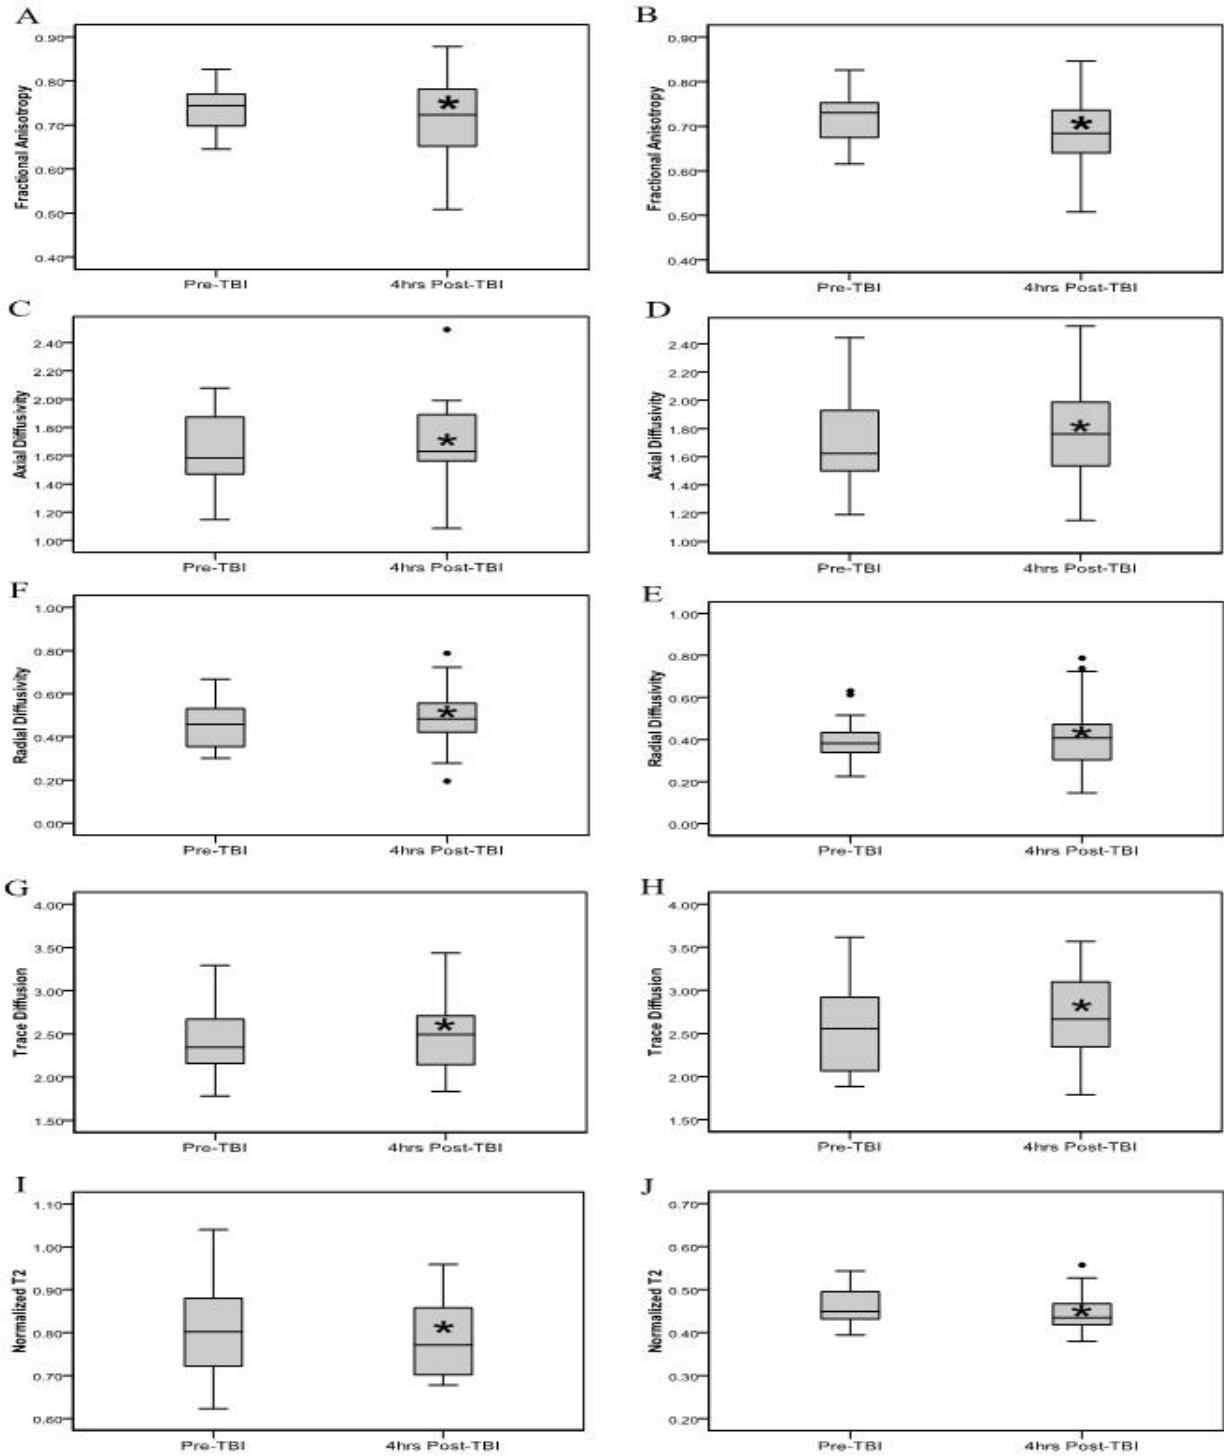 A
Fractional Anisotropy
0.90
0.80
0.70
0.60
0.50
0.40
Pre-TBI 4hrs Post-TBI
B
Fractional Anisotropy
0.90
0.80
0.70
0.60
0.50
0.40
Pre-TBI 4hrs Post-TBI
C
Axial Diffusivity
2.40
2.20
2.00
1.80
1.60
1.40
1.20
1.00
Pre-TBI 4hrs Post-TBI
D
Axial Diffusivity
2.40
2.20
2.00
1.80
1.60
1.40
1.20
1.00
Pre-TBI 4hrs Post-TBI
F
Radial Diffusivity
1.00
0.80
0.60
0.40
0.20
0.00
Pre-TBI 4hrs Post-TBI
E
Radial Diffusivity
1.00
0.80
0.60
0.40
0.20
0.00
Pre-TBI 4hrs Post-TBI
G
Trace Diffusion
4.00
3.50
3.00
2.50
2.00
1.50
Pre-TBI 4hrs Post-TBI
H
Trace Diffusion
4.00
3.50
3.00
2.50
2.00
1.50
Pre-TBI 4hrs Post-TBI
I
Normalized T2
1.10
1.00
0.90
0.80
0.70
0.60
Pre-TBI 4hrs Post-TBI
J
Normalized T2
0.70
0.60
0.50
0.40
0.30
0.20
Pre-TBI 4hrs Post-TBI